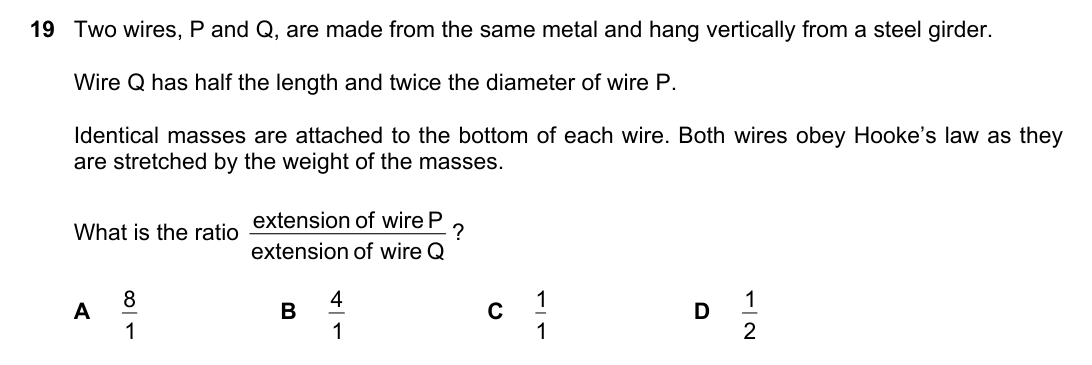 19 Two wires, P and Q, are made from the same metal and hang vertically from a steel girder.
Wire Q has half the length and twice the diameter of wire P.
Identical masses are attached to the bottom of each wire. Both wires obey Hooke's law as they
are stretched by the weight of the masses.
What is the ratio extension of wire P / extension of wire Q ?
A 8/1 B 4/1 C 1/1 D 1/2